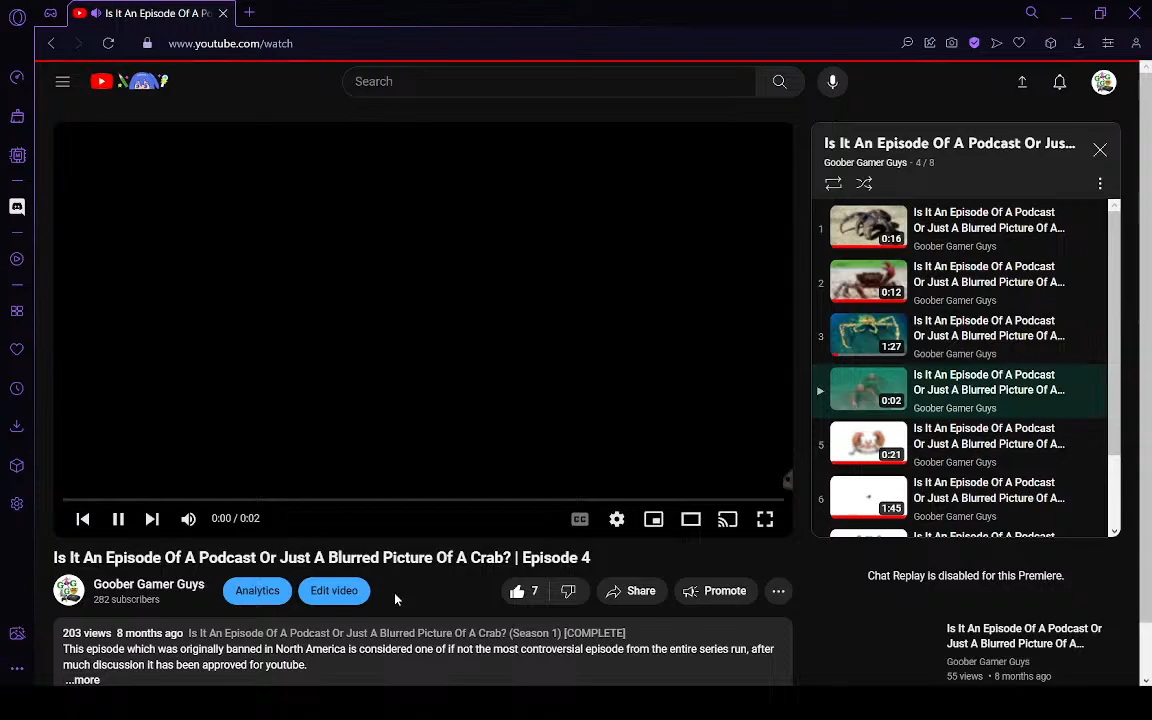 Is It An Episode Of A Po
www.youtube.com/watch
Search
Is It An Episode Of A Podcast Or Jus...
Goober Gamer Guys - 4 / 8
1
0:16
Is It An Episode Of A Podcast
Or Just A Blurred Picture Of A...
Goober Gamer Guys
2
0:12
Is It An Episode Of A Podcast
Or Just A Blurred Picture Of A...
Goober Gamer Guys
3
1:27
Is It An Episode Of A Podcast
Or Just A Blurred Picture Of A...
Goober Gamer Guys
0:02
Is It An Episode Of A Podcast
Or Just A Blurred Picture Of A...
Goober Gamer Guys
5
0:21
Is It An Episode Of A Podcast
Or Just A Blurred Picture Of A...
Goober Gamer Guys
6
1:45
Is It An Episode Of A Podcast
Or Just A Blurred Picture Of A...
Goober Gamer Guys
Is It An Episode Of A Podcast
CC
0:00 / 0:02
Is It An Episode Of A Podcast Or Just A Blurred Picture Of A Crab? | Episode 4
Goober Gamer Guys
282 subscribers
Analytics
Edit video
7
Share
Promote
Chat Replay is disabled for this Premiere.
203 views 8 months ago Is It An Episode Of A Podcast Or Just A Blurred Picture Of A Crab? (Season 1) [COMPLETE]
This episode which was originally banned in North America is considered one of if not the most controversial episode from the entire series run, after
much discussion it has been approved for youtube.
...more
Is It An Episode Of A Podcast Or
Just A Blurred Picture Of A...
Goober Gamer Guys
55 views • 8 months ago